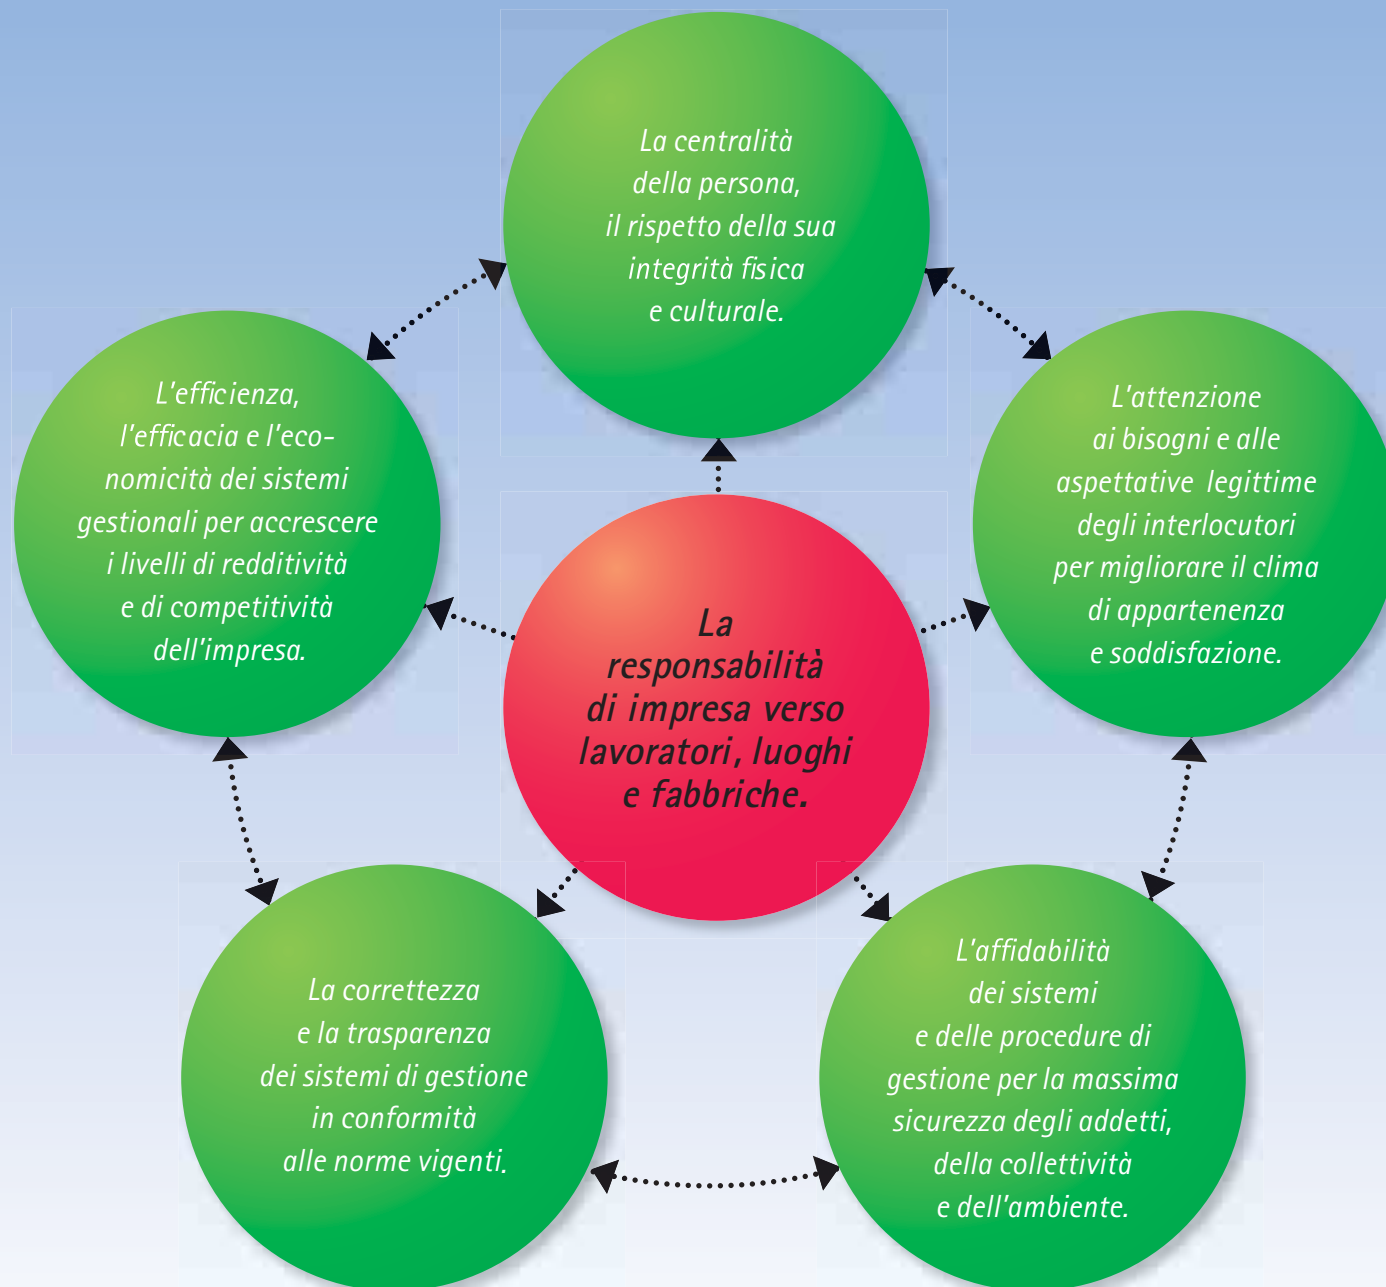 La centralità
della persona,
il rispetto della sua
integrità fisica
e culturale.
L'efficienza,
l'efficacia e l'eco-
nomicità dei sistemi
gestionali per accrescere
i livelli di redditività
e di competitività
dell'impresa.
L'attenzione
ai bisogni e alle
aspettative legittime
degli interlocutori
per migliorare il clima
di appartenenza
e soddisfazione.
La
responsabilità
di impresa verso
lavoratori, luoghi
e fabbriche.
La correttezza
e la trasparenza
dei sistemi di gestione
in conformità
alle norme vigenti.
L'affidabilità
dei sistemi
e delle procedure di
gestione per la massima
sicurezza degli addetti,
della collettività
e dell'ambiente.